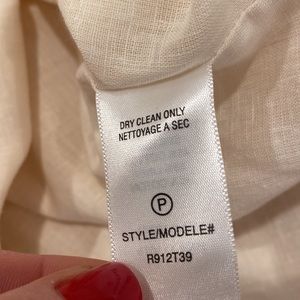 DRY CLEAN ONLY
NETTOYAGE A SEC
P
STYLE/MODELE#
R912T39